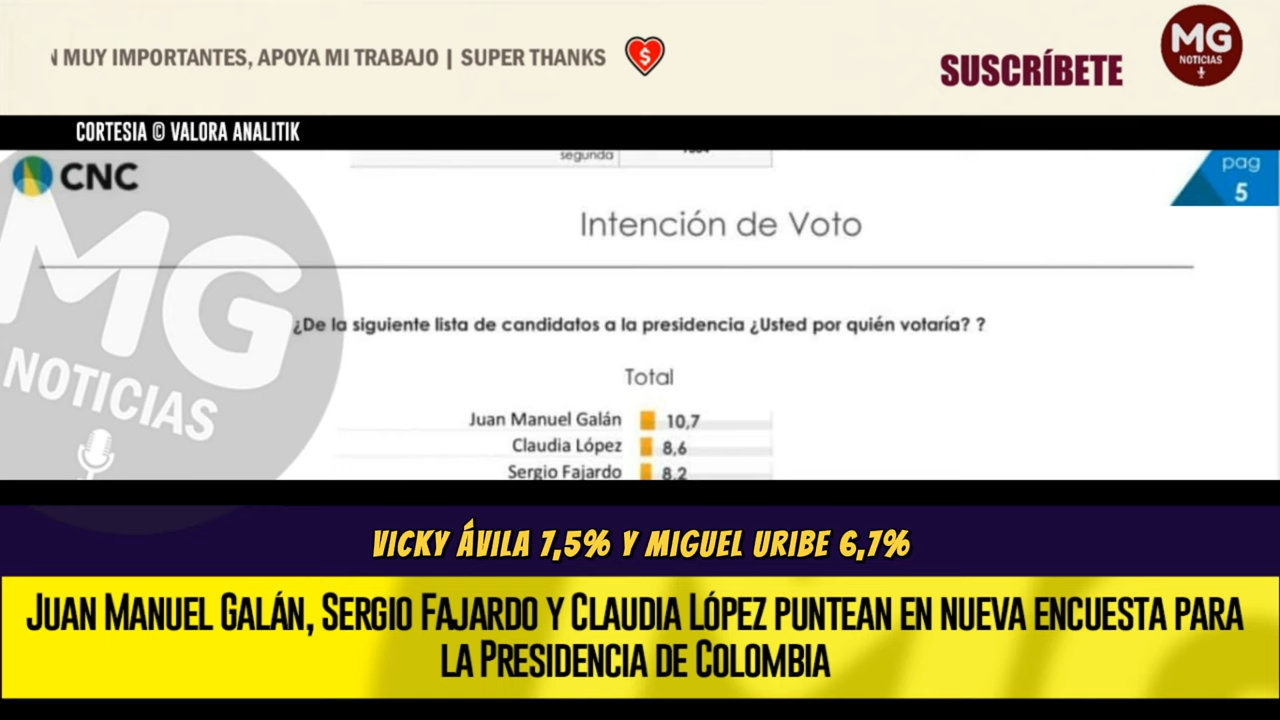 MUY IMPORTANTES, APOYA MI TRABAJO | SUPER THANKS
SUSCRÍBETE
MG
NOTICIAS
CORTESIA © VALORA ANALITIK
segunda
CNC
pag
5
Intención de Voto
MG
NOTICIAS
¿De la siguiente lista de candidatos a la presidencia ¿Usted por quién votaría? ?
Total
Juan Manuel Galán 10,7
Claudia López 8,6
Sergio Fajardo 8,2
VICKY ÁVILA 7,5% Y MIGUEL URIBE 6,7%
JUAN MANUEL GALÁN, SERGIO FAJARDO Y CLAUDIA LÓPEZ PUNTEAN EN NUEVA ENCUESTA PARA
LA PRESIDENCIA DE COLOMBIA